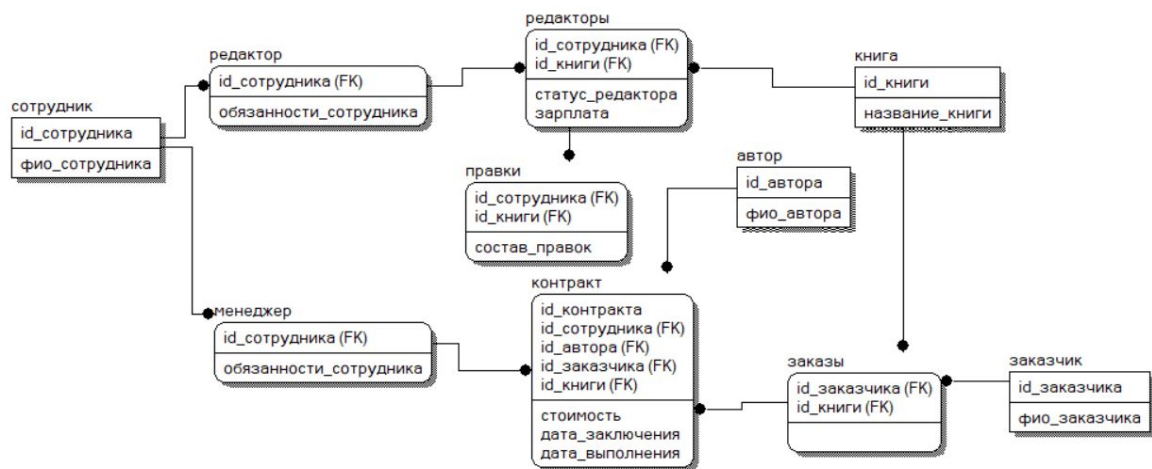 редакторы
id_сотрудника (FK)
id_книги (FK)
статус_редактора
зарплата
редактор
id_сотрудника (FK)
обязанности_сотрудника
книга
id_книги
название_книги
сотрудник
id_сотрудника
фио_сотрудника
правки
id_сотрудника (FK)
id_книги (FK)
состав_правок
автор
id_автора
фио_автора
контракт
id_контракта
id_сотрудника (FK)
id_автора (FK)
id_заказчика (FK)
id_книги (FK)
стоимость
дата_заключения
дата_выполнения
менеджер
id_сотрудника (FK)
обязанности_сотрудника
заказы
id_заказчика (FK)
id_книги (FK)
заказчик
id_заказчика
фио_заказчика